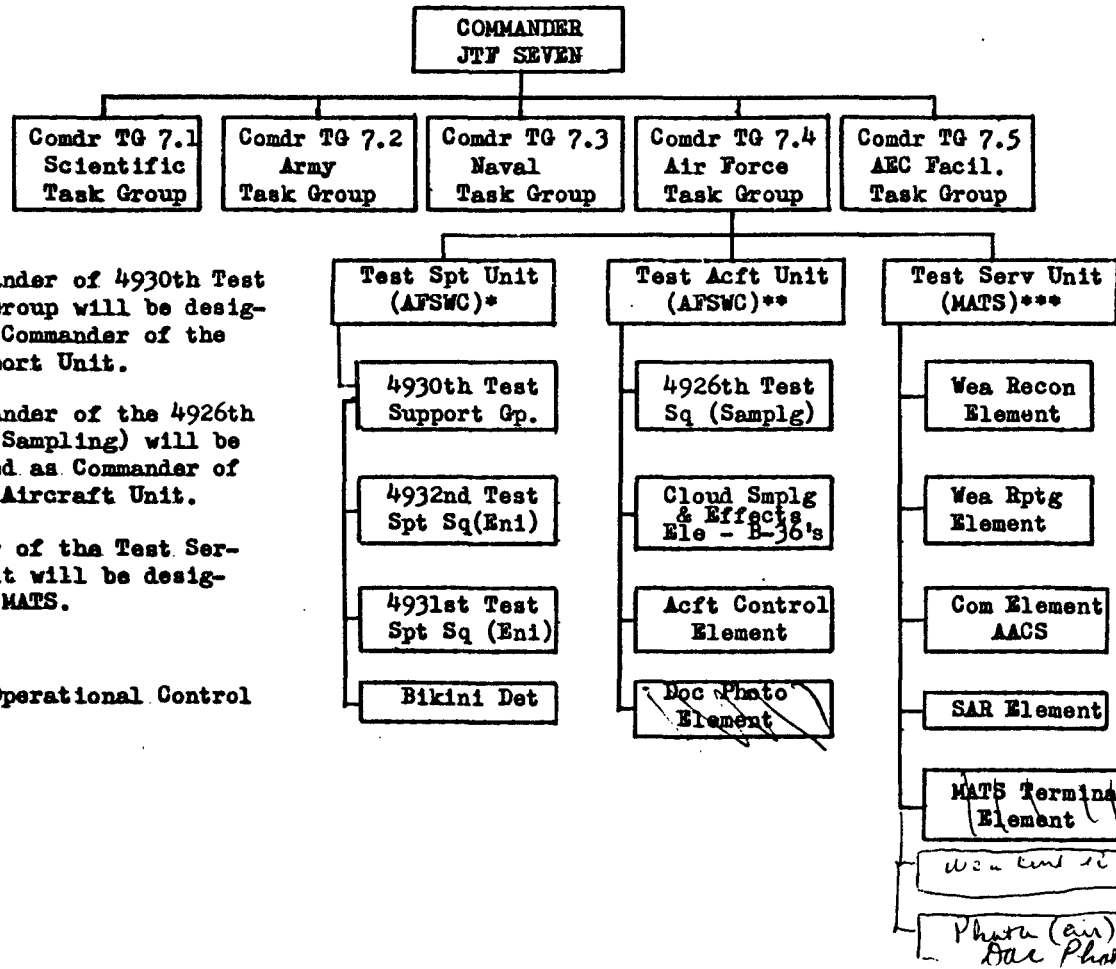 COMMANDER
JTF SEVEN
Comdr TG 7.1
Scientific
Task Group
Comdr TG 7.2
Army
Task Group
Comdr TG 7.3
Naval
Task Group
Comdr TG 7.4
Air Force
Task Group
Comdr TG 7.5
AEC Facil.
Task Group
nder of 4930th Test
roup will be desig-
Commander of the
ort Unit.
nder of the 4926th
Sampling) will be
d as Commander of
Aircraft Unit.
of the Test Ser-
t will be desig-
MATS.
perational Control
Test Spt Unit
(AFSWC)*
4930th Test
Support Gp.
4932nd Test
Spt Sq(Eni)
4931st Test
Spt Sq (Eni)
Bikini Det
Test Acft Unit
(AFSWC)**
4926th Test
Sq (Samplg)
Cloud Smplg
& Effects
Ele - B-36's
Acft Control
Element
Doc Photo
Element
Test Serv Unit
(MATS)***
Wea Recon
Element
Wea Rptg
Element
Com Element
AACS
SAR Element
MATS Termina
Element
Wea
Photo (air)
Doc Pho